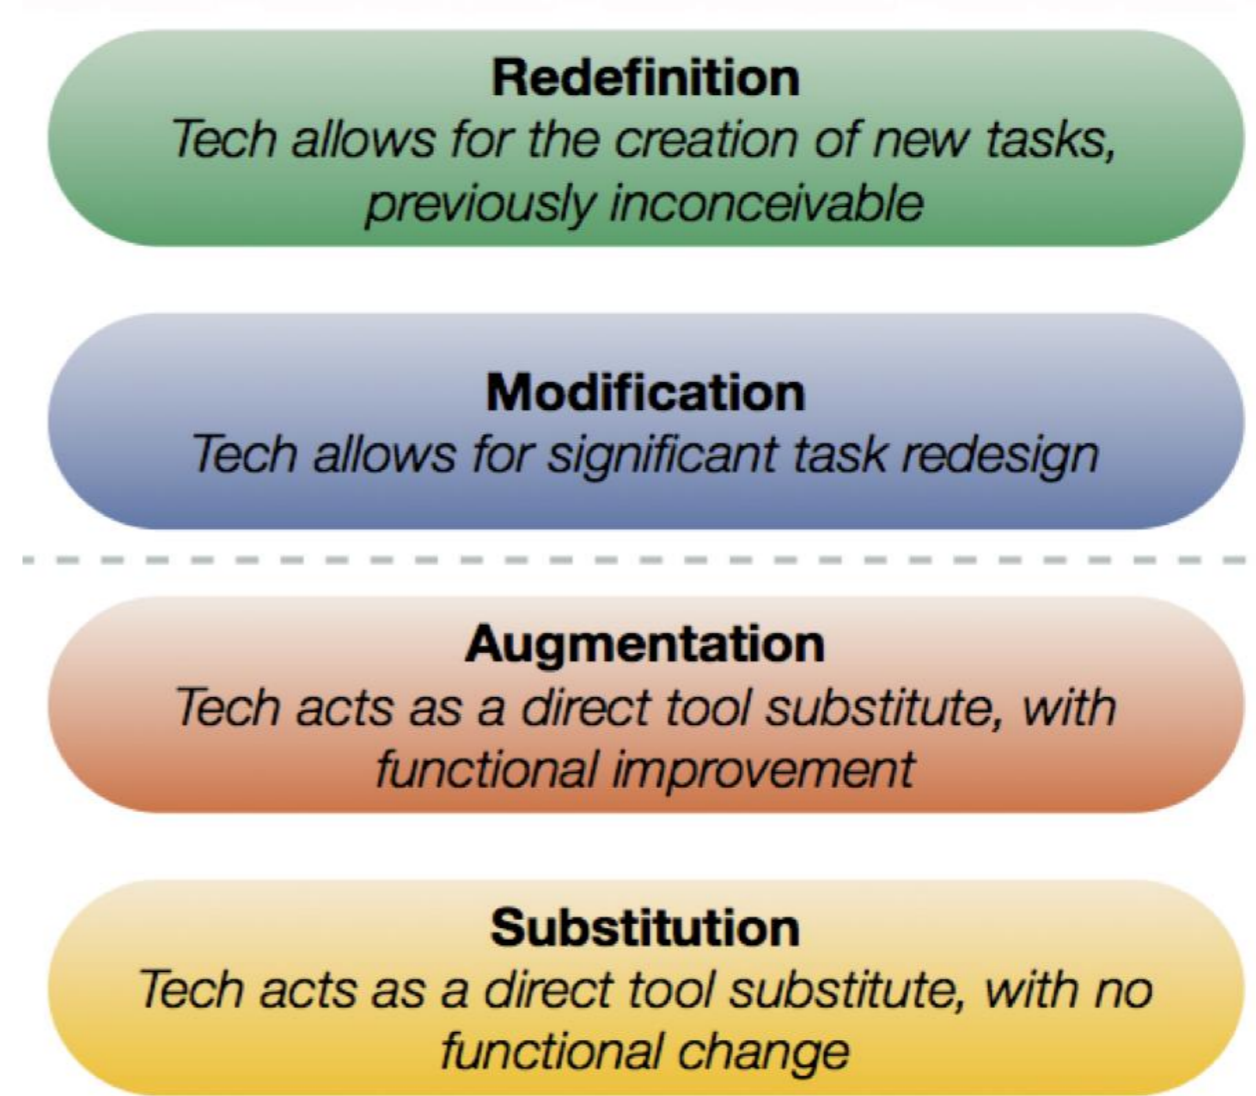 Redefinition
Tech allows for the creation of new tasks,
previously inconceivable
Modification
Tech allows for significant task redesign
Augmentation
Tech acts as a direct tool substitute, with
functional improvement
Substitution
Tech acts as a direct tool substitute, with no
functional change